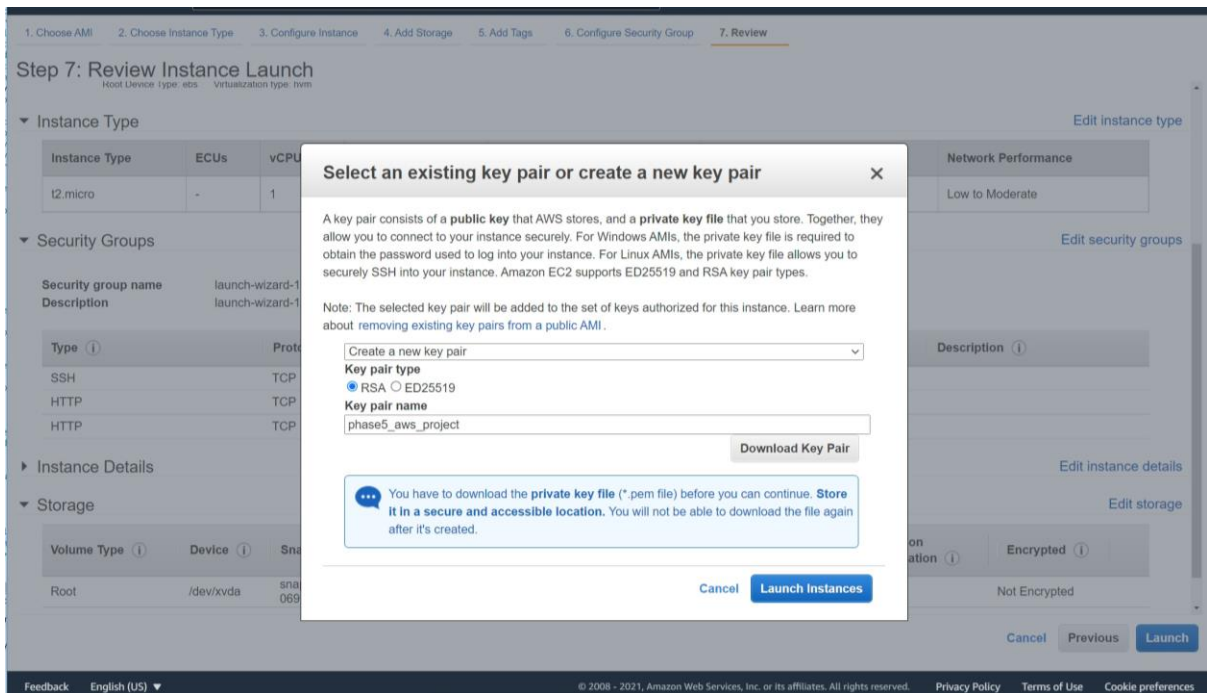 1. Choose AMI 2. Choose Instance Type 3. Configure Instance 4. Add Storage 5. Add Tags 6. Configure Security Group 7. Review
Step 7: Review Instance Launch
Root Device Type: ebs Virtualization type: hvm
Instance Type
Edit instance type
Instance Type ECUs vCPU Network Performance
t2.micro - 1 Low to Moderate
Security Groups
Edit security groups
Security group name launch-wizard-1
Description launch-wizard-1
Type Proto Description
SSH TCP
HTTP TCP
HTTP TCP
Instance Details
Edit instance details
Storage
Edit storage
Volume Type Device Sna on ation Encrypted
Root /dev/xvda snap 069 Not Encrypted
Select an existing key pair or create a new key pair
A key pair consists of a public key that AWS stores, and a private key file that you store. Together, they
allow you to connect to your instance securely. For Windows AMIs, the private key file is required to
obtain the password used to log into your instance. For Linux AMIs, the private key file allows you to
securely SSH into your instance. Amazon EC2 supports ED25519 and RSA key pair types.
Note: The selected key pair will be added to the set of keys authorized for this instance. Learn more
about removing existing key pairs from a public AMI.
Create a new key pair
Key pair type
RSA ED25519
Key pair name
phase5_aws_project
Download Key Pair
You have to download the private key file (*.pem file) before you can continue. Store
it in a secure and accessible location. You will not be able to download the file again
after it's created.
Cancel Launch Instances
Cancel Previous Launch
Feedback English (US) © 2008 - 2021, Amazon Web Services, Inc. or its affiliates. All rights reserved. Privacy Policy Terms of Use Cookie preferences